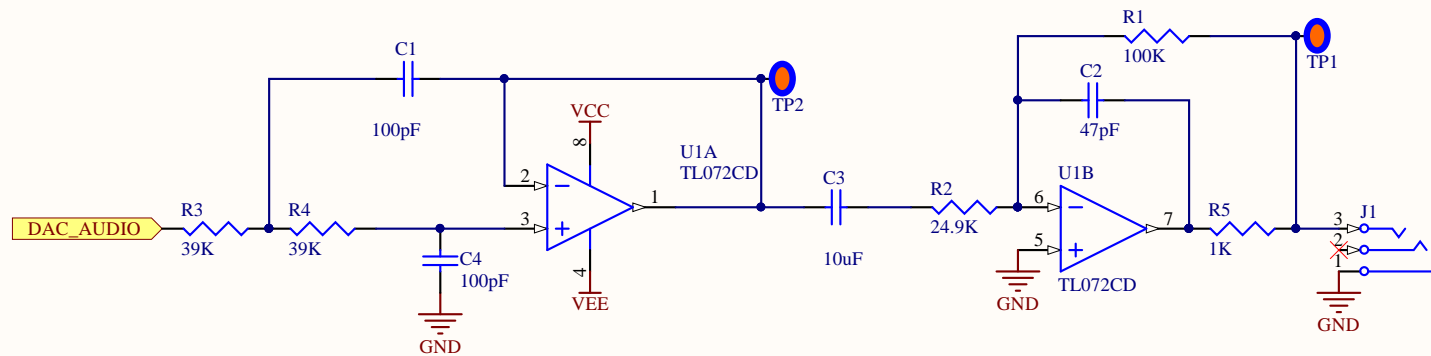 R1
100K
TP1
C1
100pF
TP2
C2
47pF
VCC
8
U1A
TL072CD
2
1
3
C3
10uF
R2
24.9K
U1B
6
7
5
TL072CD
GND
R5
1K
J1
3
2
1
GND
DAC_AUDIO
R3
39K
R4
39K
C4
100pF
GND
4
VEE